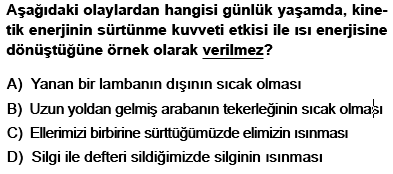 Aşağıdaki olaylardan hangisi günlük yaşamda, kine-
tik enerjinin sürtünme kuvveti etkisi ile ısı enerjisine
dönüştüğüne örnek olarak verilmez?
A) Yanan bir lambanın dışının sıcak olması
B) Uzun yoldan gelmiş arabanın tekerleğinin sıcak olması
C) Ellerimizi birbirine sürttüğümüzde elimizin ısınması
D) Silgi ile defteri sildiğimizde silginin ısınması